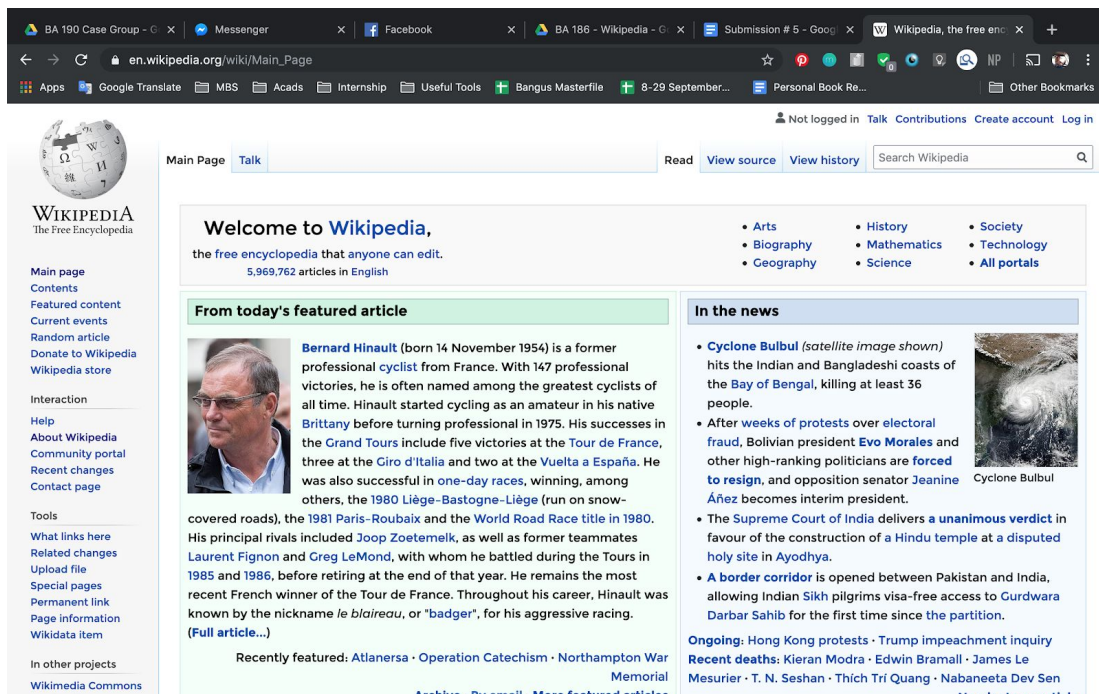 BA 190 Case Group - G
Messenger
Facebook
BA 186 - Wikipedia - Go
Submission # 5 - Goog
Wikipedia, the free enc
en.wikipedia.org/wiki/Main_Page
NP
Apps
Google Translate
MBS
Acads
Internship
Useful Tools
Bangus Masterfile
8-29 September...
Personal Book Re...
Other Bookmarks
Not logged in Talk Contributions Create account Log in
Main Page Talk
Read View source View history Search Wikipedia
WIKIPEDIA
The Free Encyclopedia
Main page
Contents
Featured content
Current events
Random article
Donate to Wikipedia
Wikipedia store
Interaction
Help
About Wikipedia
Community portal
Recent changes
Contact page
Tools
What links here
Related changes
Upload file
Special pages
Permanent link
Page information
Wikidata item
In other projects
Wikimedia Commons
Welcome to Wikipedia,
the free encyclopedia that anyone can edit.
5,969,762 articles in English
• Arts
• Biography
• Geography
• History
• Mathematics
• Science
• Society
• Technology
• All portals
From today's featured article
Bernard Hinault (born 14 November 1954) is a former
professional cyclist from France. With 147 professional
victories, he is often named among the greatest cyclists of
all time. Hinault started cycling as an amateur in his native
Brittany before turning professional in 1975. His successes in
the Grand Tours include five victories at the Tour de France,
three at the Giro d'Italia and two at the Vuelta a España. He
was also successful in one-day races, winning, among
others, the 1980 Liège–Bastogne–Liège (run on snow-
covered roads), the 1981 Paris–Roubaix and the World Road Race title in 1980.
His principal rivals included Joop Zoetemelk, as well as former teammates
Laurent Fignon and Greg LeMond, with whom he battled during the Tours in
1985 and 1986, before retiring at the end of that year. He remains the most
recent French winner of the Tour de France. Throughout his career, Hinault was
known by the nickname le blaireau, or "badger", for his aggressive racing.
(Full article...)
Recently featured: Atlanersa · Operation Catechism · Northampton War
Memorial
Archive · By email · More featured articles
In the news
• Cyclone Bulbul (satellite image shown)
hits the Indian and Bangladeshi coasts of
the Bay of Bengal, killing at least 36
people.
• After weeks of protests over electoral
fraud, Bolivian president Evo Morales and
other high-ranking politicians are forced
to resign, and opposition senator Jeanine
Áñez becomes interim president.
Cyclone Bulbul
• The Supreme Court of India delivers a unanimous verdict in
favour of the construction of a Hindu temple at a disputed
holy site in Ayodhya.
• A border corridor is opened between Pakistan and India,
allowing Indian Sikh pilgrims visa-free access to Gurdwara
Darbar Sahib for the first time since the partition.
Ongoing: Hong Kong protests · Trump impeachment inquiry
Recent deaths: Kieran Modra · Edwin Bramall · James Le
Mesurier · T. N. Seshan · Thích Trí Quang · Nabaneeta Dev Sen